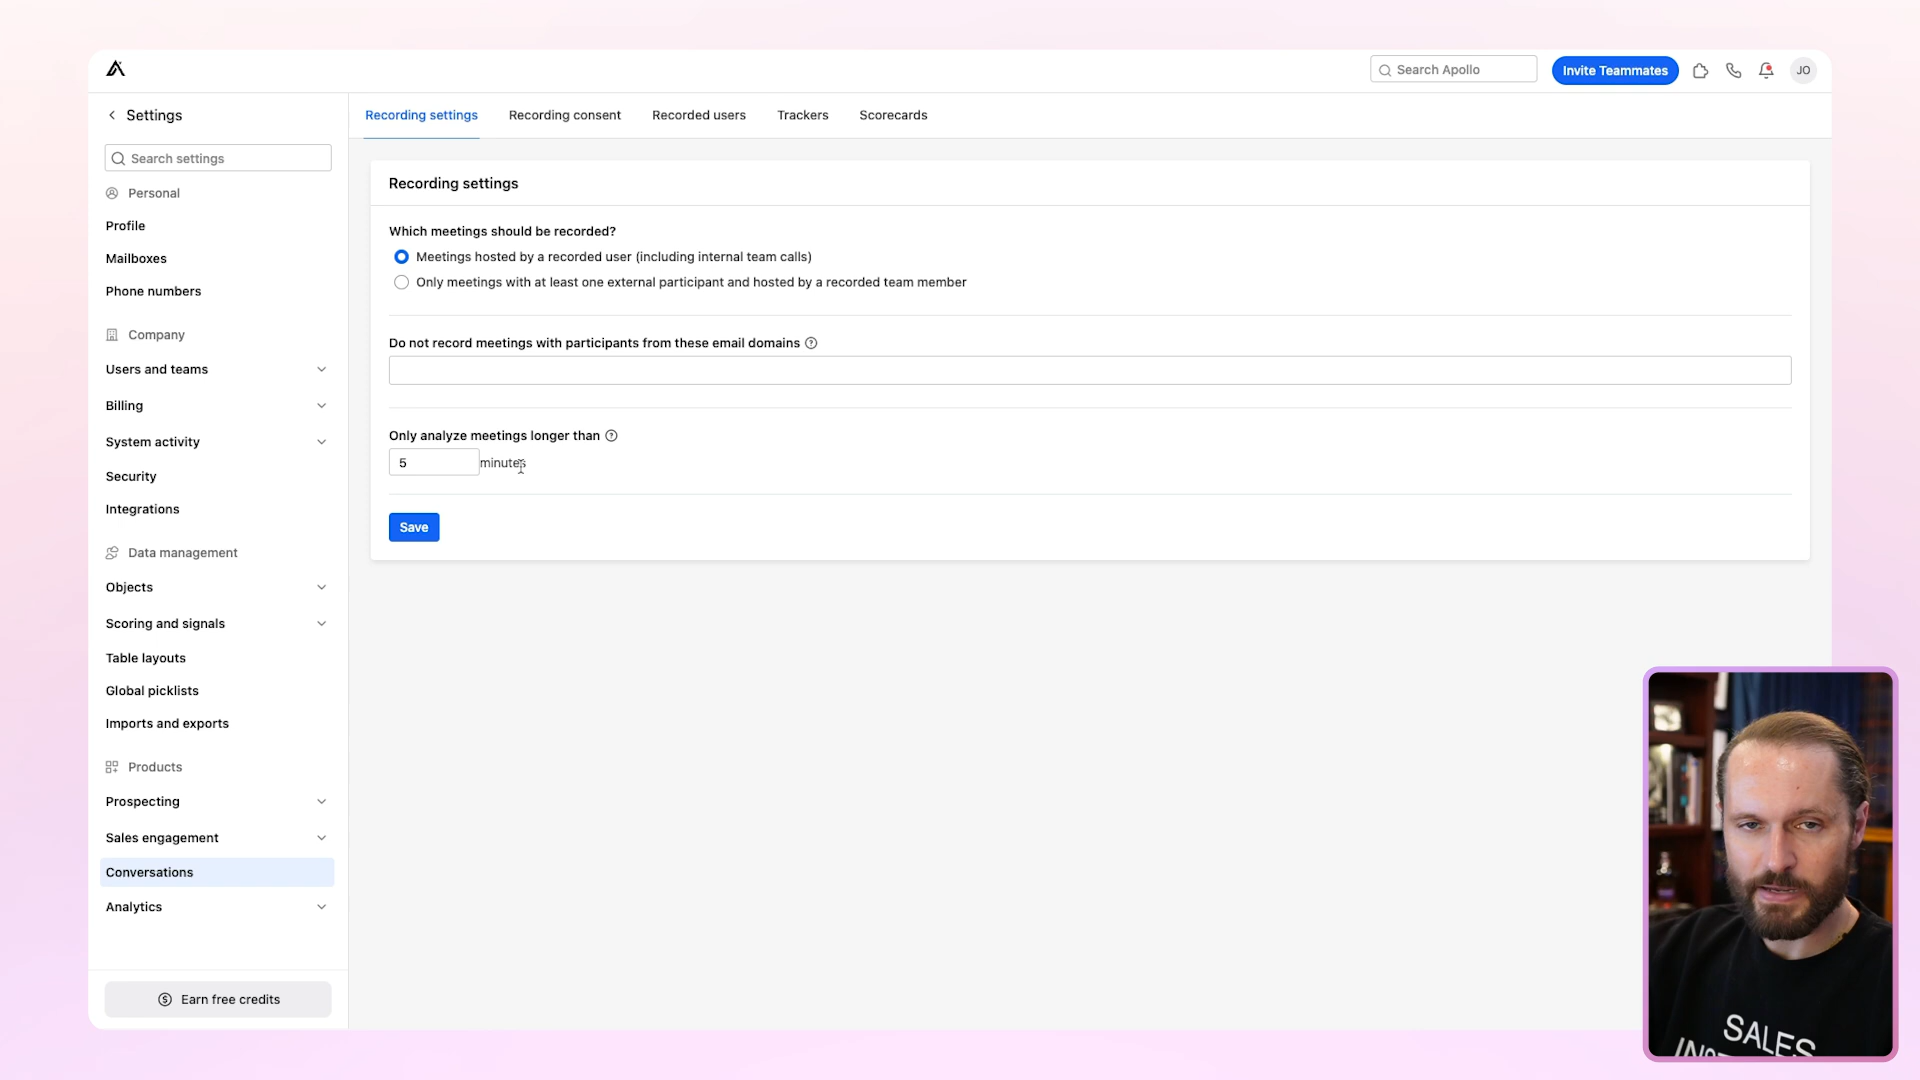 Search Apollo
Invite Teammates
JO
Settings
Search settings
Personal
Profile
Mailboxes
Phone numbers
Company
Users and teams
Billing
System activity
Security
Integrations
Data management
Objects
Scoring and signals
Table layouts
Global picklists
Imports and exports
Products
Prospecting
Sales engagement
Conversations
Analytics
Earn free credits
Recording settings Recording consent Recorded users Trackers Scorecards
Recording settings
Which meetings should be recorded?
Meetings hosted by a recorded user (including internal team calls)
Only meetings with at least one external participant and hosted by a recorded team member
Do not record meetings with participants from these email domains
Only analyze meetings longer than
5 minutes
Save
SALES